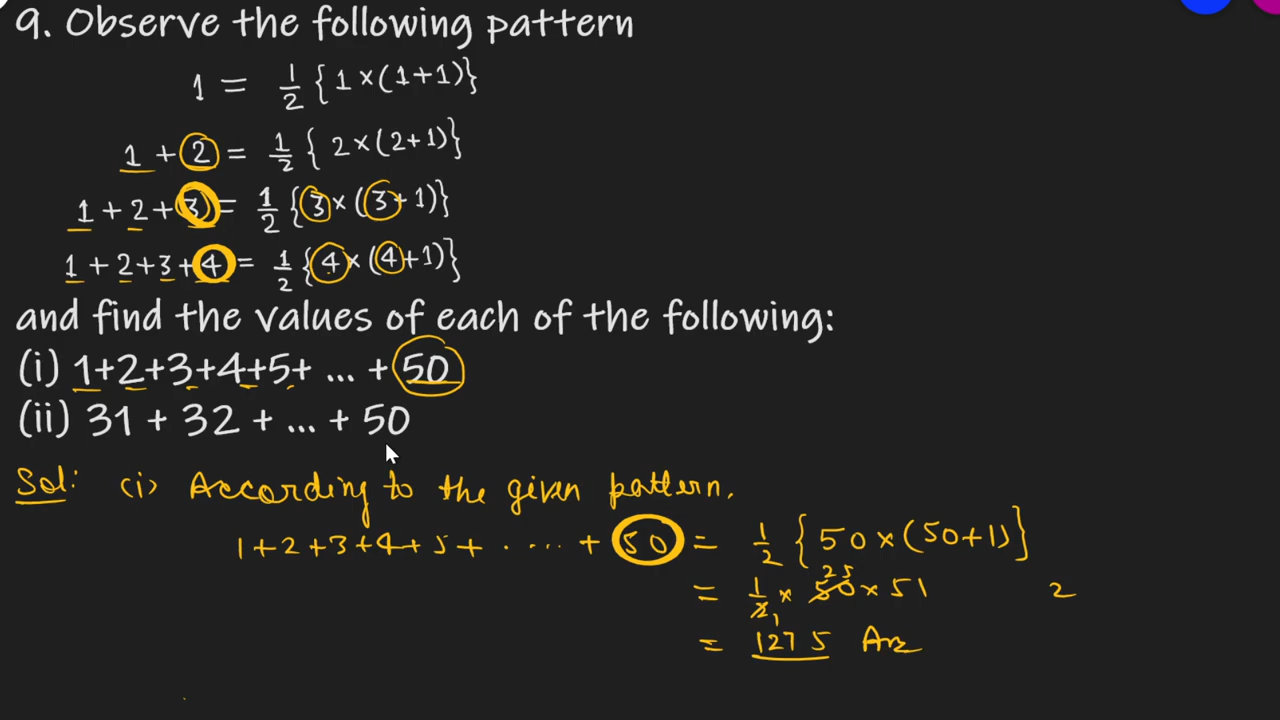 9. Observe the following pattern
1 = 1/2 {1×(1+1)}
1 + 2 = 1/2 { 2×(2+1)}
1 + 2 + 3 = 1/2 {3×(3+1)}
1 + 2 + 3 + 4 = 1/2 {4×(4+1)}
and find the values of each of the following:
(i) 1+2+3+4+5+ ... + 50
(ii) 31 + 32 + ... + 50
Sol: (i) According to the given pattern.
1+2+3+4+5+ ..... + 50 = 1/2 {50×(50+1)}
25
= 1/2 × 50 × 51 2
1
= 1275 Ans